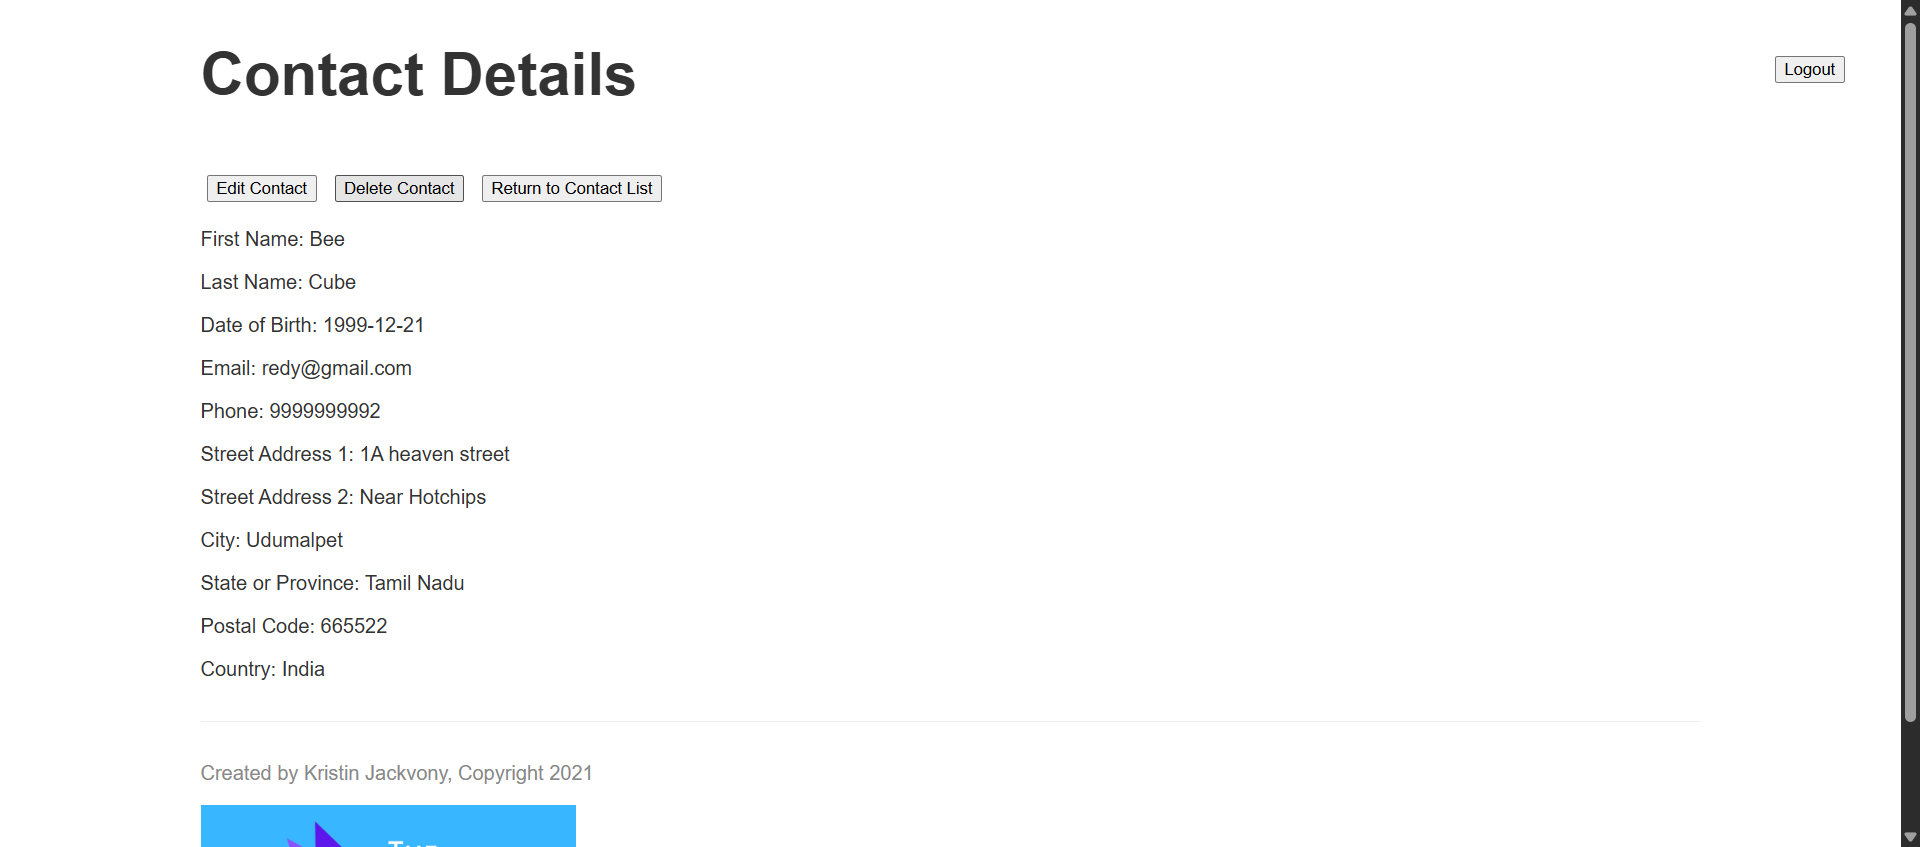 Contact Details
Logout
Edit Contact Delete Contact Return to Contact List
First Name: Bee
Last Name: Cube
Date of Birth: 1999-12-21
Email: redy@gmail.com
Phone: 9999999992
Street Address 1: 1A heaven street
Street Address 2: Near Hotchips
City: Udumalpet
State or Province: Tamil Nadu
Postal Code: 665522
Country: India
Created by Kristin Jackvony, Copyright 2021